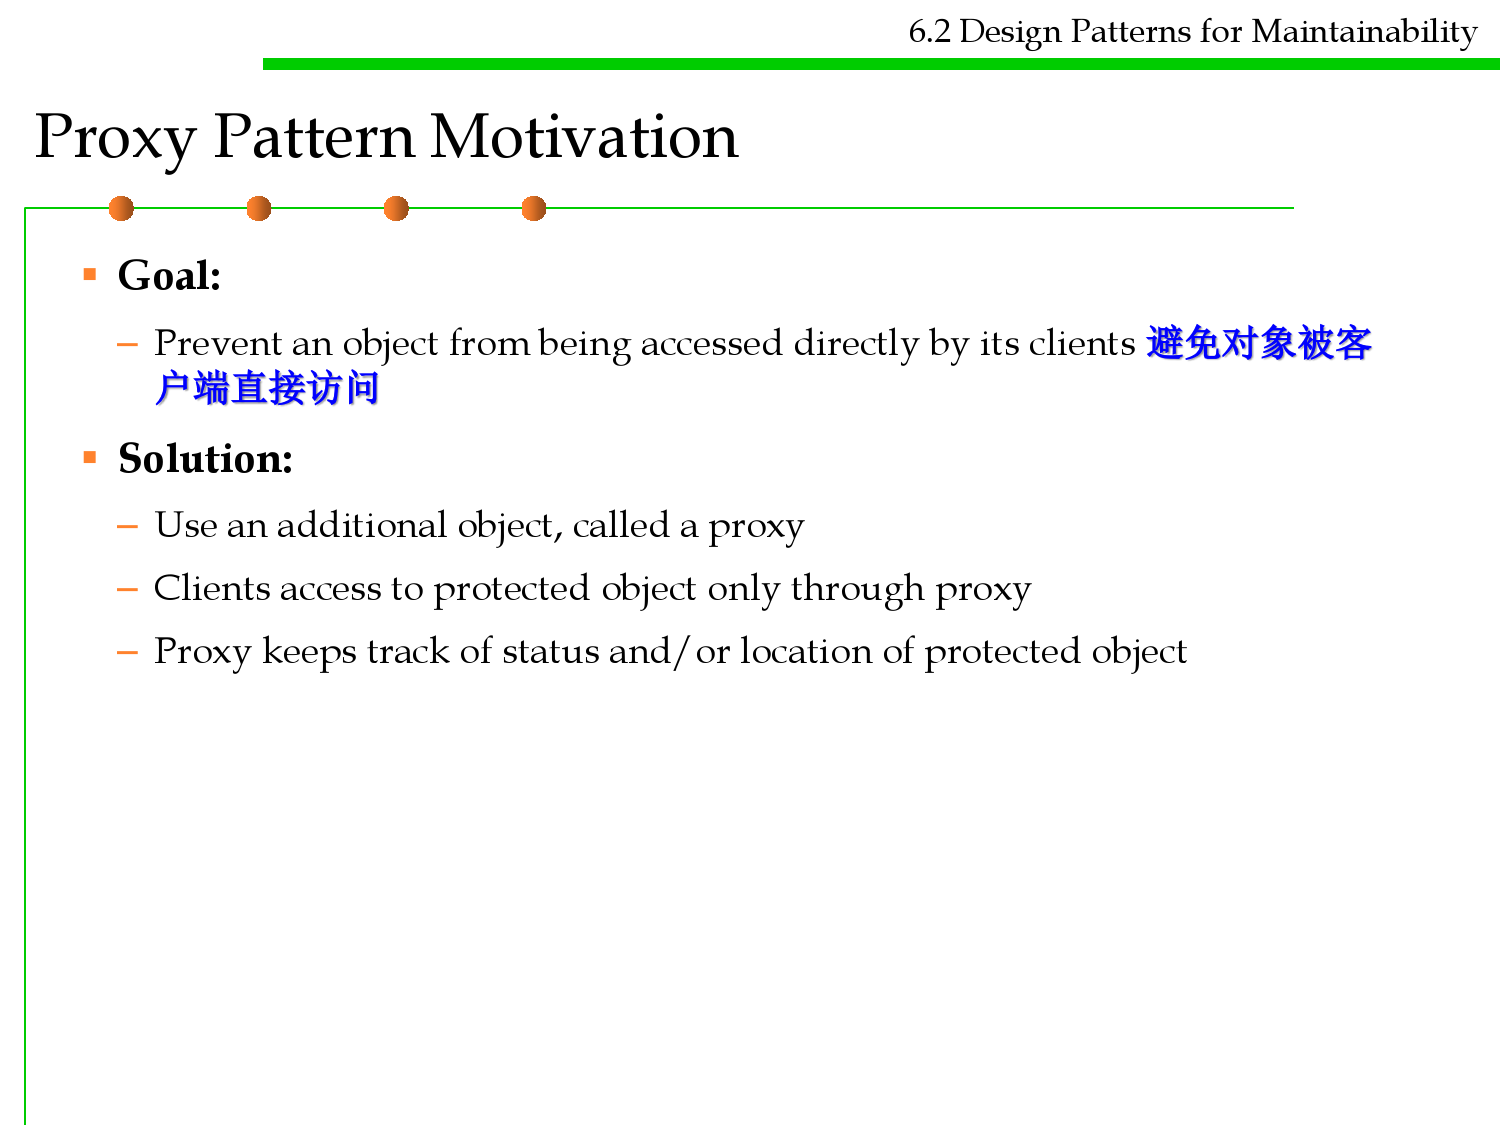 6.2 Design Patterns for Maintainability
Proxy Pattern Motivation
▪ Goal:
– Prevent an object from being accessed directly by its clients 避免对象被客
户端直接访问
▪ Solution:
– Use an additional object, called a proxy
– Clients access to protected object only through proxy
– Proxy keeps track of status and/or location of protected object